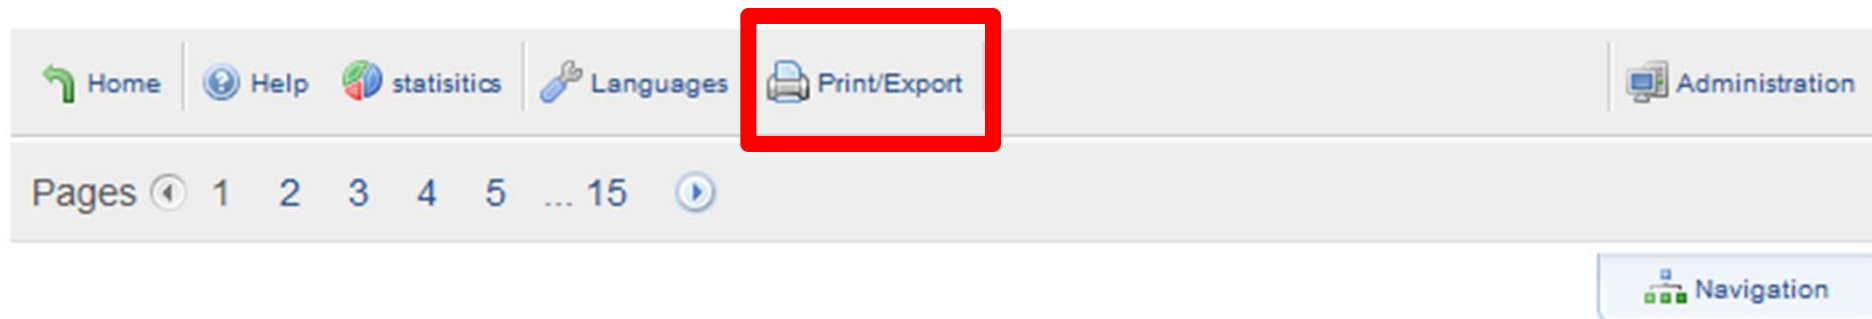 Home Help statisitics Languages Print/Export Administration
Pages 1 2 3 4 5 ... 15
Navigation